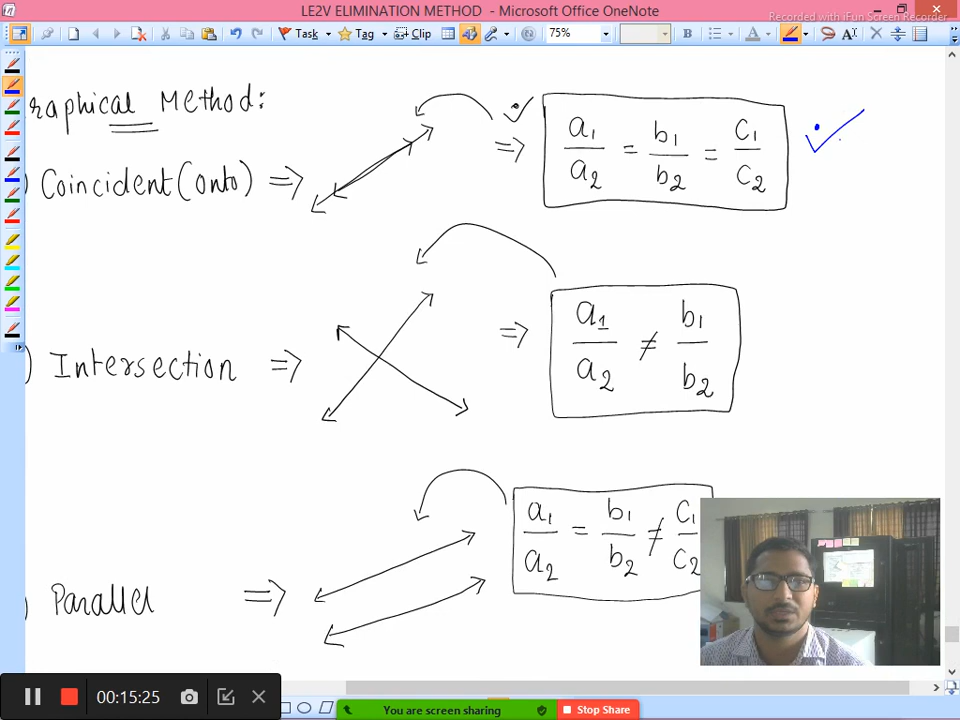 LE2V ELIMINATION METHOD - Microsoft Office OneNote
Recorded with iFun Screen Recorder
Task Tag Clip 75% B A A
raphical Method:
) Coincident (onto) ⇒ ⇒ a1/a2 = b1/b2 = c1/c2
) Intersection ⇒ ⇒ a1/a2 ≠ b1/b2
) Parallel ⇒ a1/a2 = b1/b2 ≠ c1/c2
00:15:25
You are screen sharing Stop Share